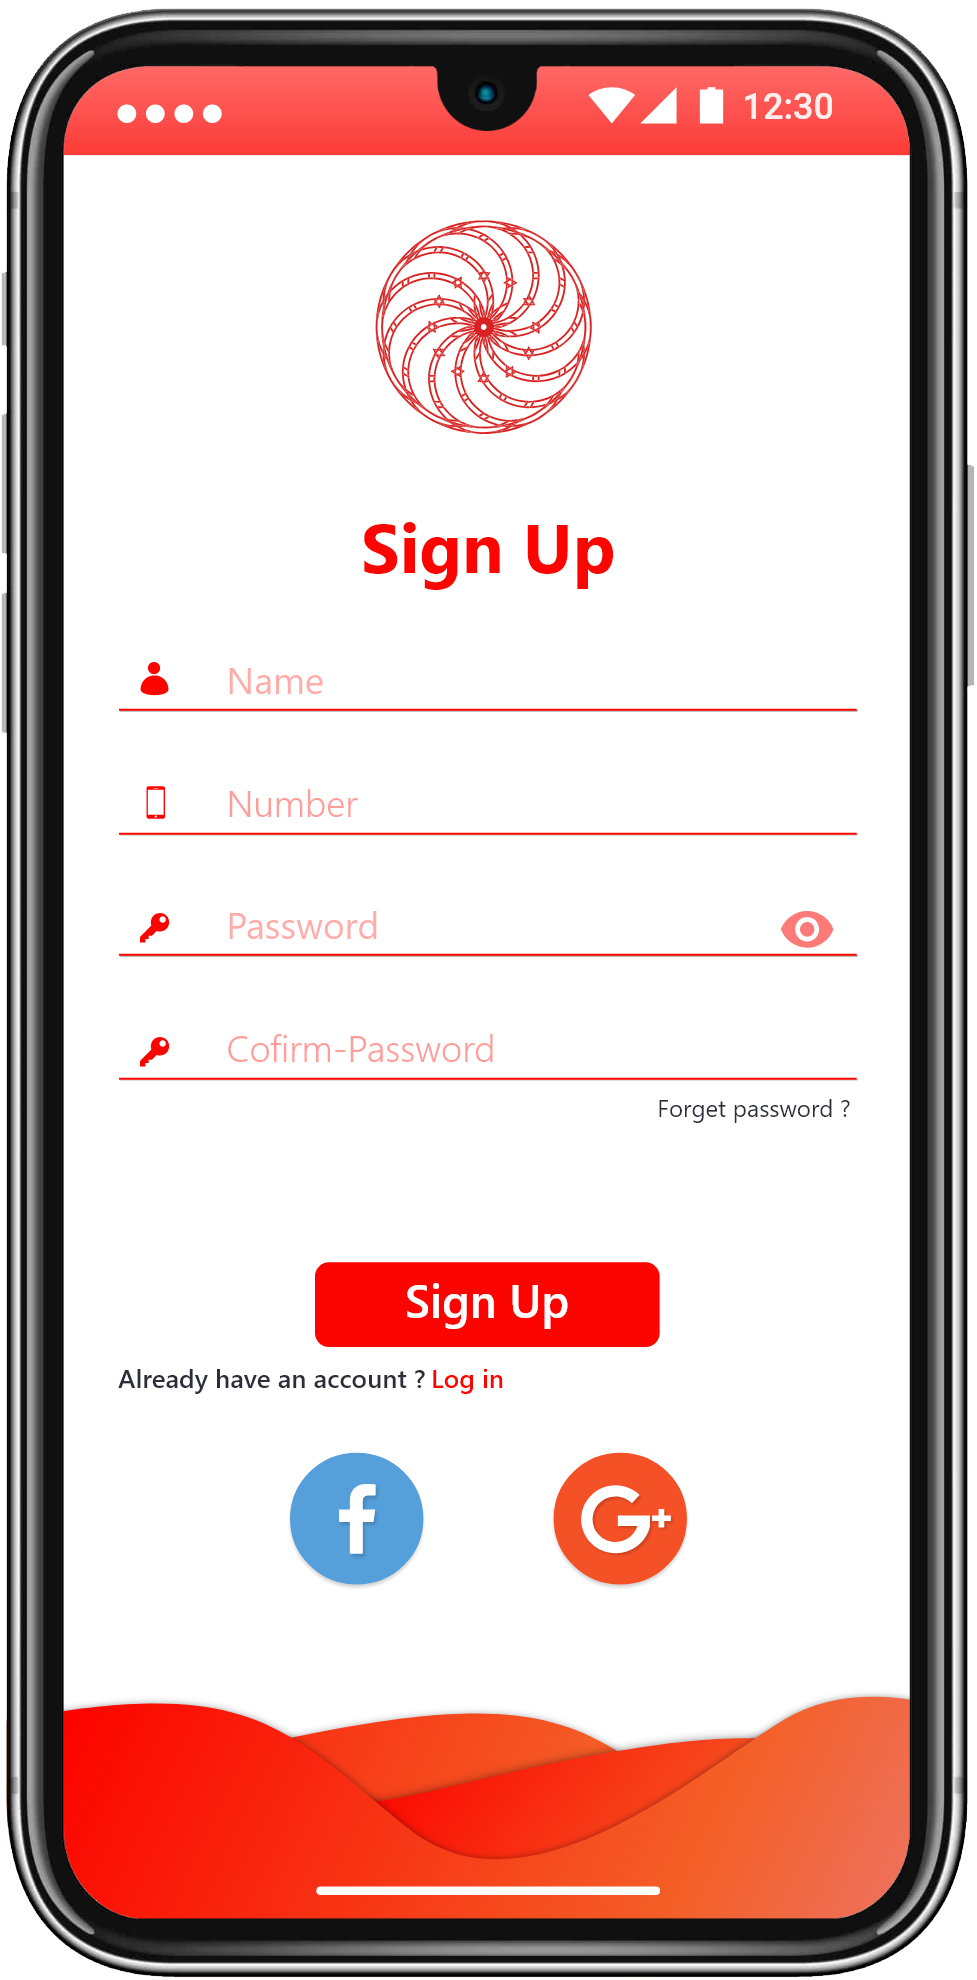 12:30
Sign Up
Name
Number
Password
Cofirm-Password
Forget password ?
Sign Up
Already have an account ? Log in
f G+